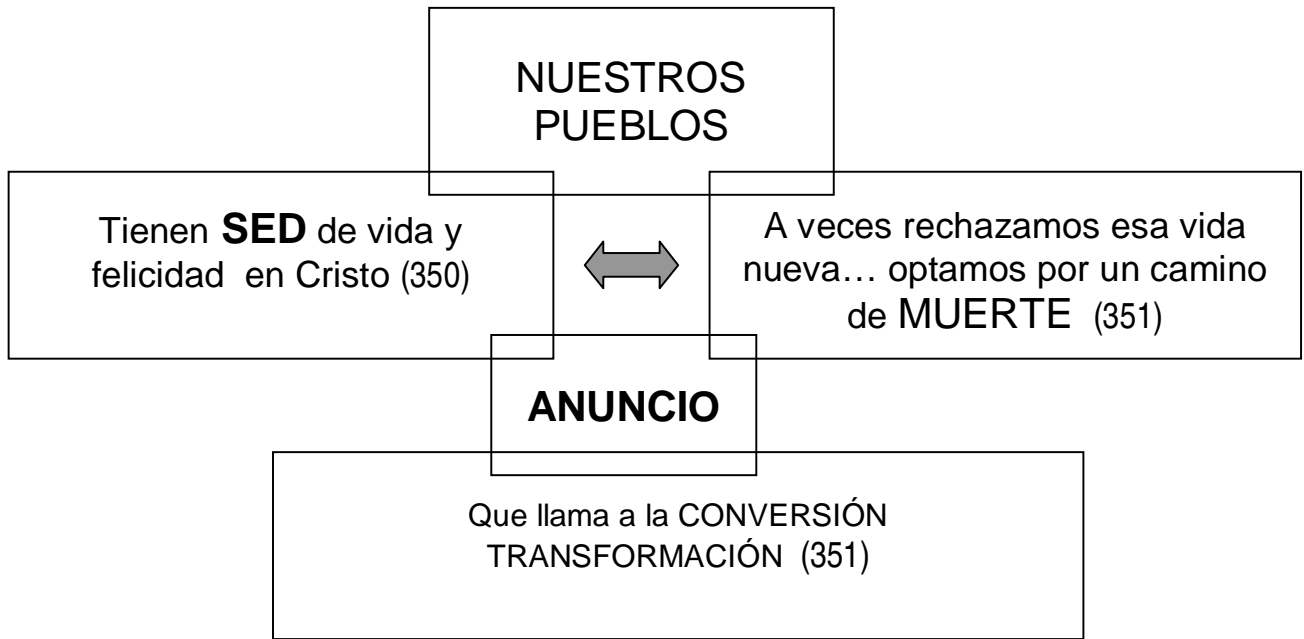 NUESTROS
PUEBLOS
Tienen SED de vida y
felicidad en Cristo (350)
A veces rechazamos esa vida
nueva… optamos por un camino
de MUERTE (351)
ANUNCIO
Que llama a la CONVERSIÓN
TRANSFORMACIÓN (351)